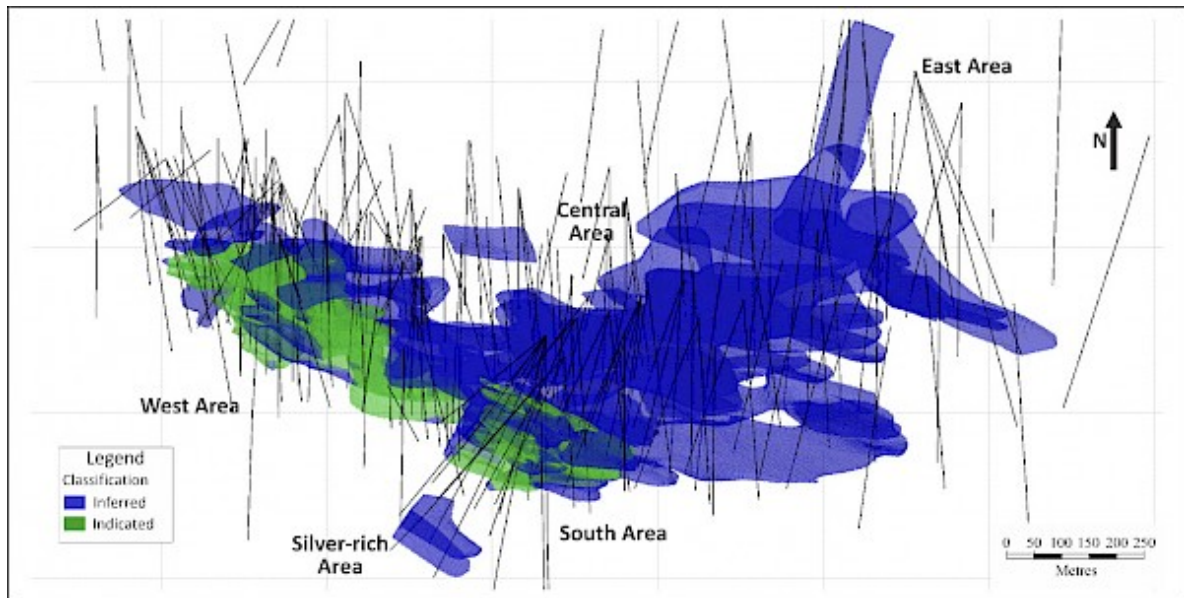 East Area
N
Central
Area
West Area
Legend
Classification
Inferred
Indicated
South Area
Silver-rich
Area
0 50 100 150 200 250
Metres